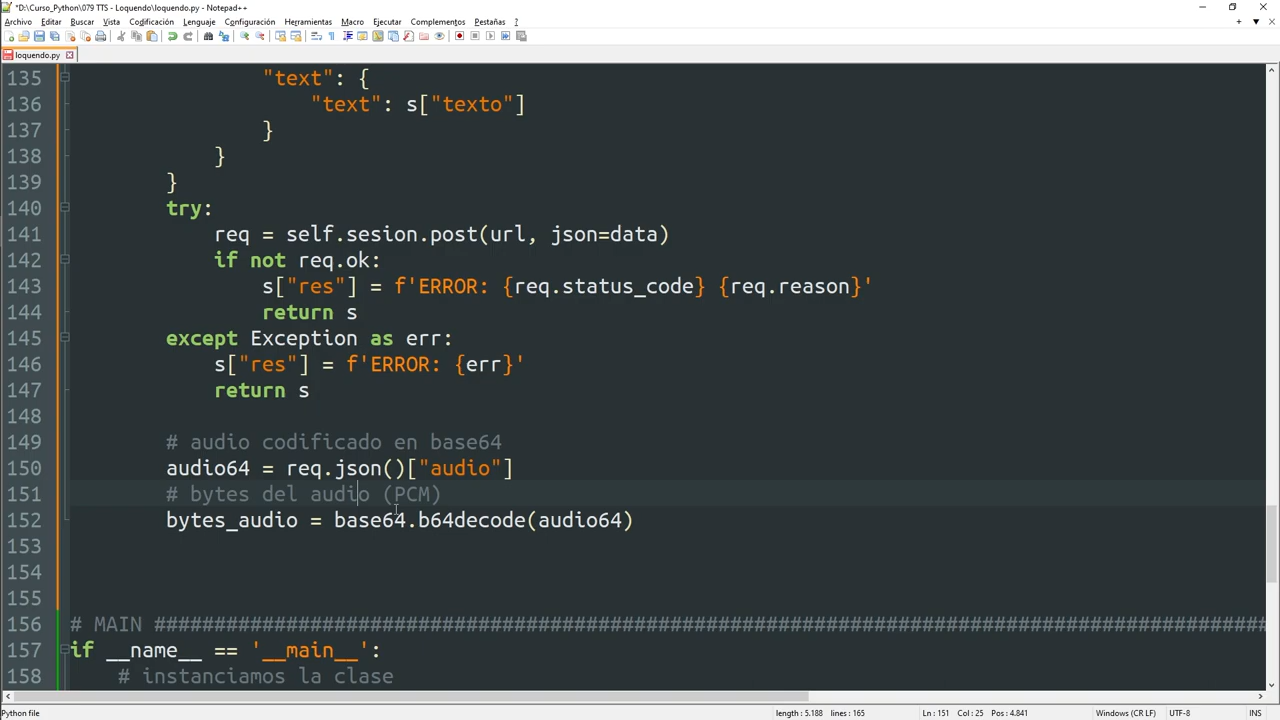 *D:\Curso_Python\079 TTS - Loquendo\loquendo.py - Notepad++
Archivo Editar Buscar Vista Codificación Lenguaje Configuración Herramientas Macro Ejecutar Complementos Pestañas ?
loquendo.py
135 "text": {
136 "text": s["texto"]
137 }
138 }
139 }
140 try:
141 req = self.sesion.post(url, json=data)
142 if not req.ok:
143 s["res"] = f'ERROR: {req.status_code} {req.reason}'
144 return s
145 except Exception as err:
146 s["res"] = f'ERROR: {err}'
147 return s
148
149 # audio codificado en base64
150 audio64 = req.json()["audio"]
151 # bytes del audio (PCM)
152 bytes_audio = base64.b64decode(audio64)
153
154
155
156 # MAIN ############################################################################################
157 if __name__ == '__main__':
158 # instanciamos la clase
Python file length : 5.188 lines : 165 Ln : 151 Col : 25 Pos : 4.841 Windows (CR LF) UTF-8 INS